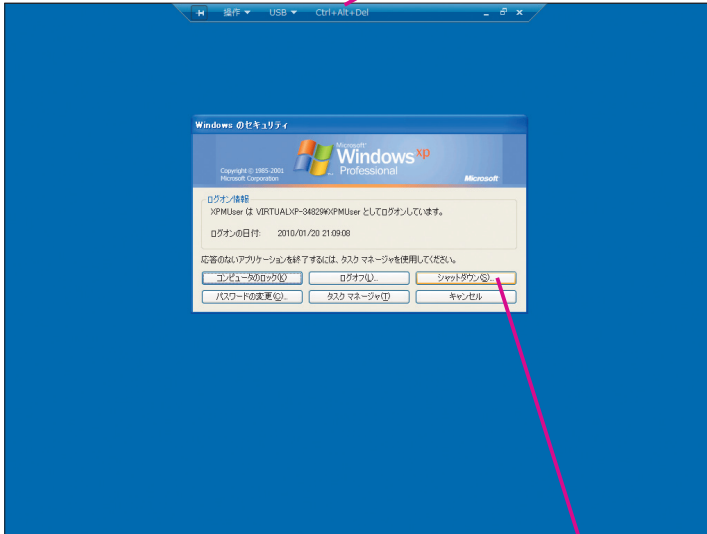 操作 USB Ctrl+Alt+Del
Windows のセキュリティ
Microsoft
Windows xp
Professional
Copyright © 1985-2001
Microsoft Corporation
Microsoft
ログオン情報
XPMUser は VIRTUALXP-34829¥XPMUser としてログオンしています。
ログオンの日付: 2010/01/20 21:09:08
応答のないアプリケーションを終了するには、タスク マネージャを使用してください。
コンピュータのロック(K) ログオフ(L)... シャットダウン(S)...
パスワードの変更(C)... タスク マネージャ(T) キャンセル